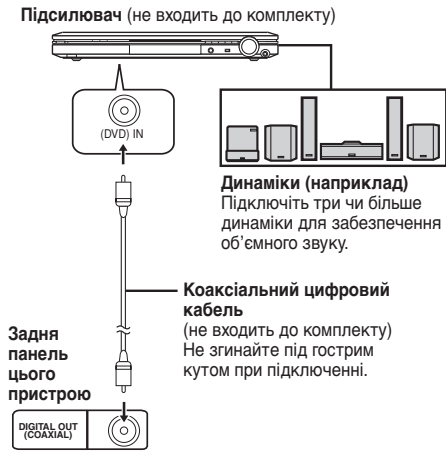 Підсилювач (не входить до комплекту)
(DVD) IN
Динаміки (наприклад)
Підключіть три чи більше
динаміки для забезпечення
об’ємного звуку.
Коаксіальний цифровий
кабель
(не входить до комплекту)
Не згинайте під гострим
кутом при підключенні.
Задня
панель
цього
пристрою
DIGITAL OUT
(COAXIAL)